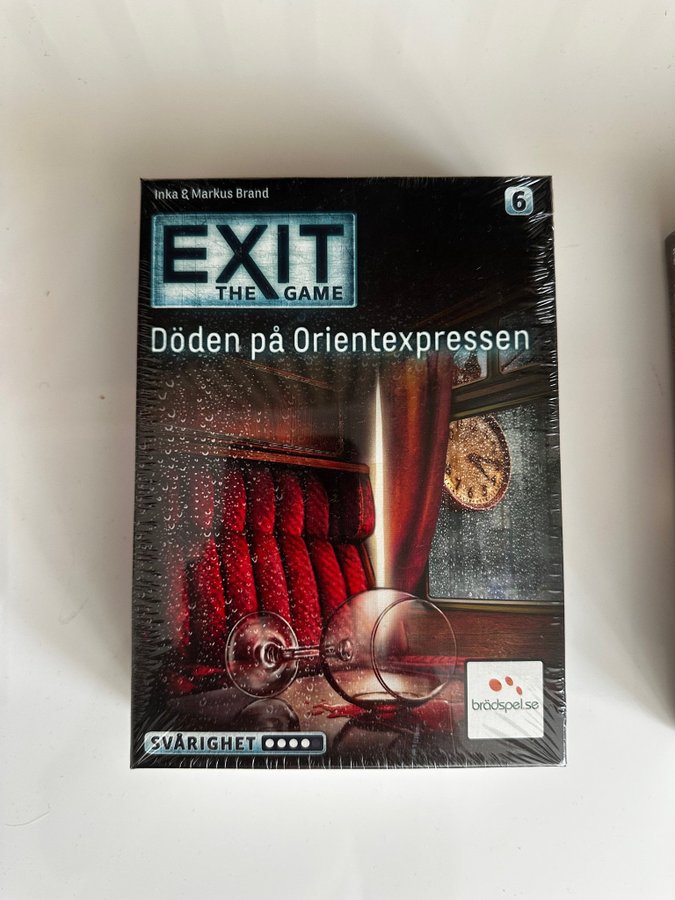 Inka & Markus Brand
6
EXIT
THE GAME
Döden på Orientexpressen
brädspel.se
SVÅRIGHET